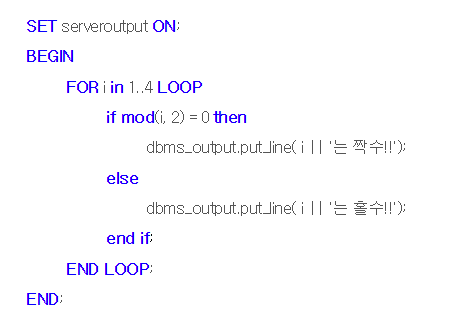 SET serveroutput ON;
BEGIN
FOR i in 1..4 LOOP
if mod(i, 2) = 0 then
dbms_output.put_line( i || '는 짝수!!');
else
dbms_output.put_line( i || '는 홀수!!');
end if;
END LOOP;
END;